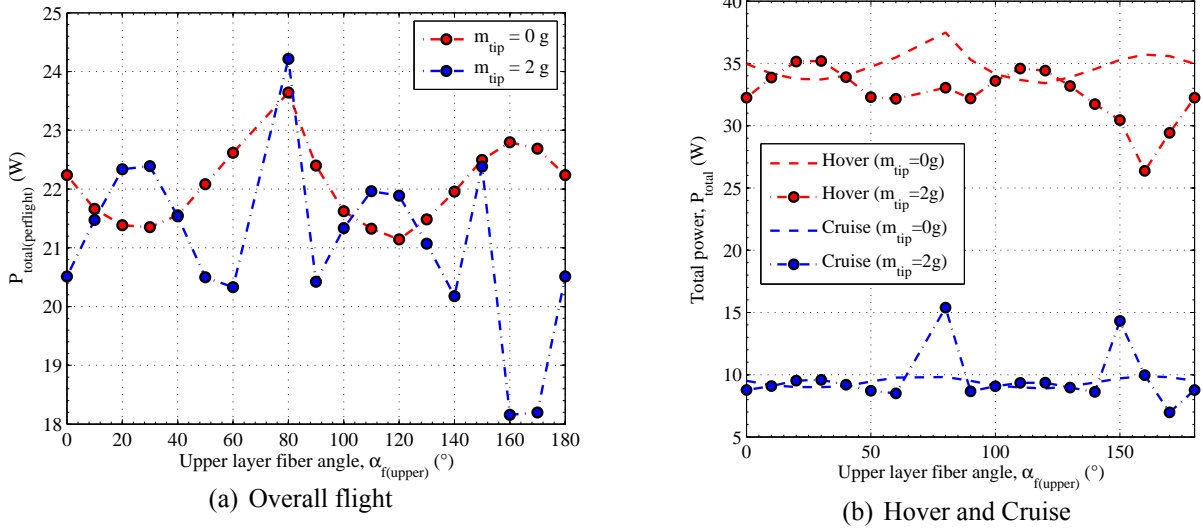 25
24
23
22
21
20
19
18
P_total(perflight) (W)
m_tip = 0 g
m_tip = 2 g
0 20 40 60 80 100 120 140 160 180
Upper layer fiber angle, α_f(upper) (°)
(a) Overall flight
40
35
30
25
20
15
10
5
Total power, P_total (W)
Hover (m_tip=0g)
Hover (m_tip=2g)
Cruise (m_tip=0g)
Cruise (m_tip=2g)
0 50 100 150
Upper layer fiber angle, α_f(upper) (°)
(b) Hover and Cruise